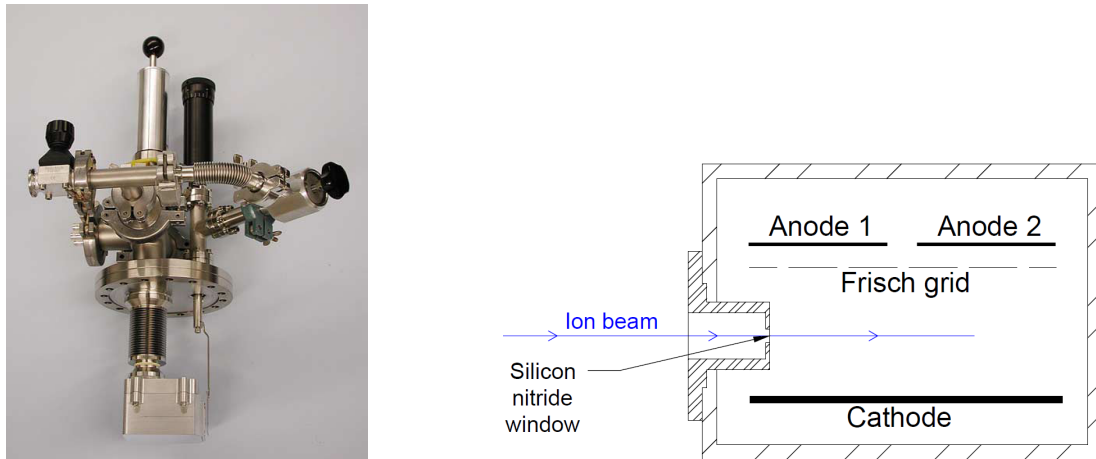 Anode 1 Anode 2
Frisch grid
Ion beam
Silicon
nitride
window
Cathode